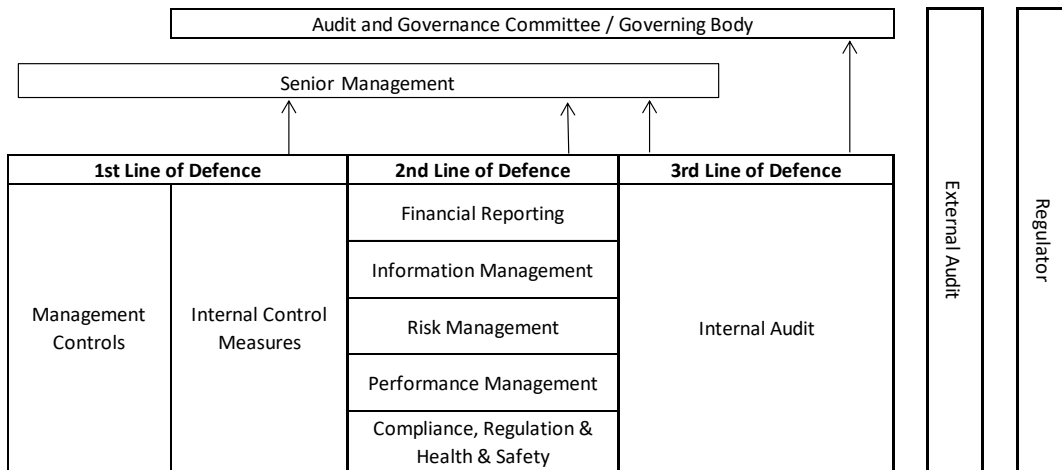 Audit and Governance Committee / Governing Body
Senior Management
1st Line of Defence
2nd Line of Defence
3rd Line of Defence
Management
Controls
Internal Control
Measures
Financial Reporting
Information Management
Risk Management
Performance Management
Compliance, Regulation &
Health & Safety
Internal Audit
External Audit
Regulator